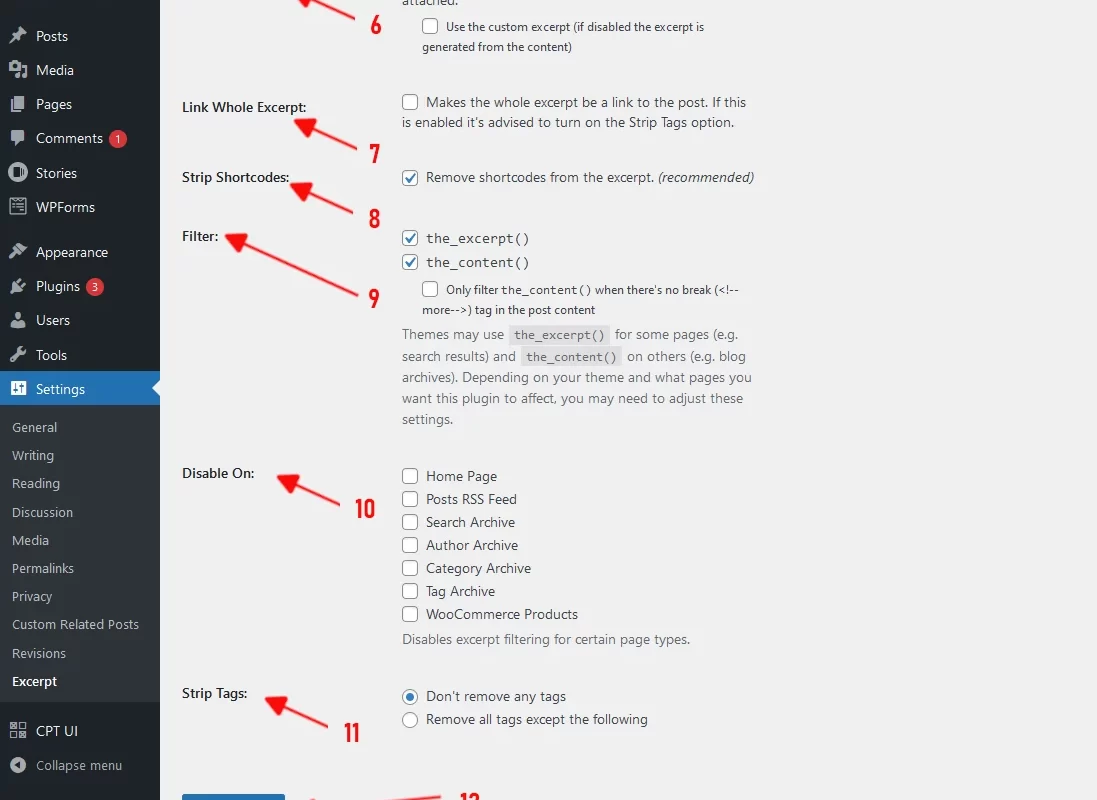 Posts
Media
Pages
Comments 1
Stories
WPForms
Appearance
Plugins 3
Users
Tools
Settings
General
Writing
Reading
Discussion
Media
Permalinks
Privacy
Custom Related Posts
Revisions
Excerpt
CPT UI
Collapse menu
attached.
6
Use the custom excerpt (if disabled the excerpt is
generated from the content)
Link Whole Excerpt:
Makes the whole excerpt be a link to the post. If this
is enabled it's advised to turn on the Strip Tags option.
7
Strip Shortcodes:
Remove shortcodes from the excerpt. (recommended)
8
Filter:
the_excerpt()
the_content()
9
Only filter the_content() when there's no break (<!--
more-->) tag in the post content
Themes may use the_excerpt() for some pages (e.g.
search results) and the_content() on others (e.g. blog
archives). Depending on your theme and what pages you
want this plugin to affect, you may need to adjust these
settings.
Disable On:
10
Home Page
Posts RSS Feed
Search Archive
Author Archive
Category Archive
Tag Archive
WooCommerce Products
Disables excerpt filtering for certain page types.
Strip Tags:
11
Don't remove any tags
Remove all tags except the following
12